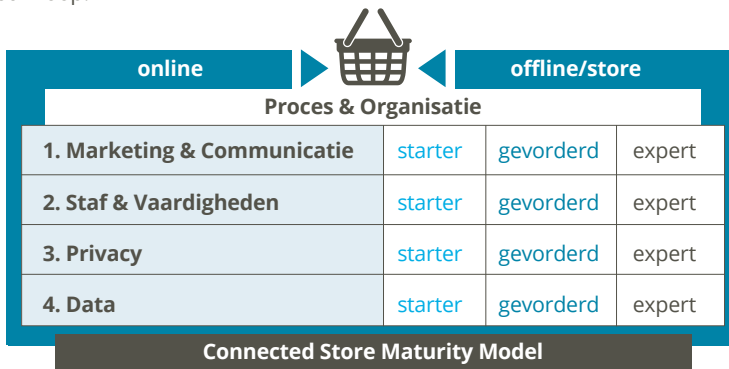 online offline/store
Proces & Organisatie
1. Marketing & Communicatie starter gevorderd expert
2. Staf & Vaardigheden starter gevorderd expert
3. Privacy starter gevorderd expert
4. Data starter gevorderd expert
Connected Store Maturity Model